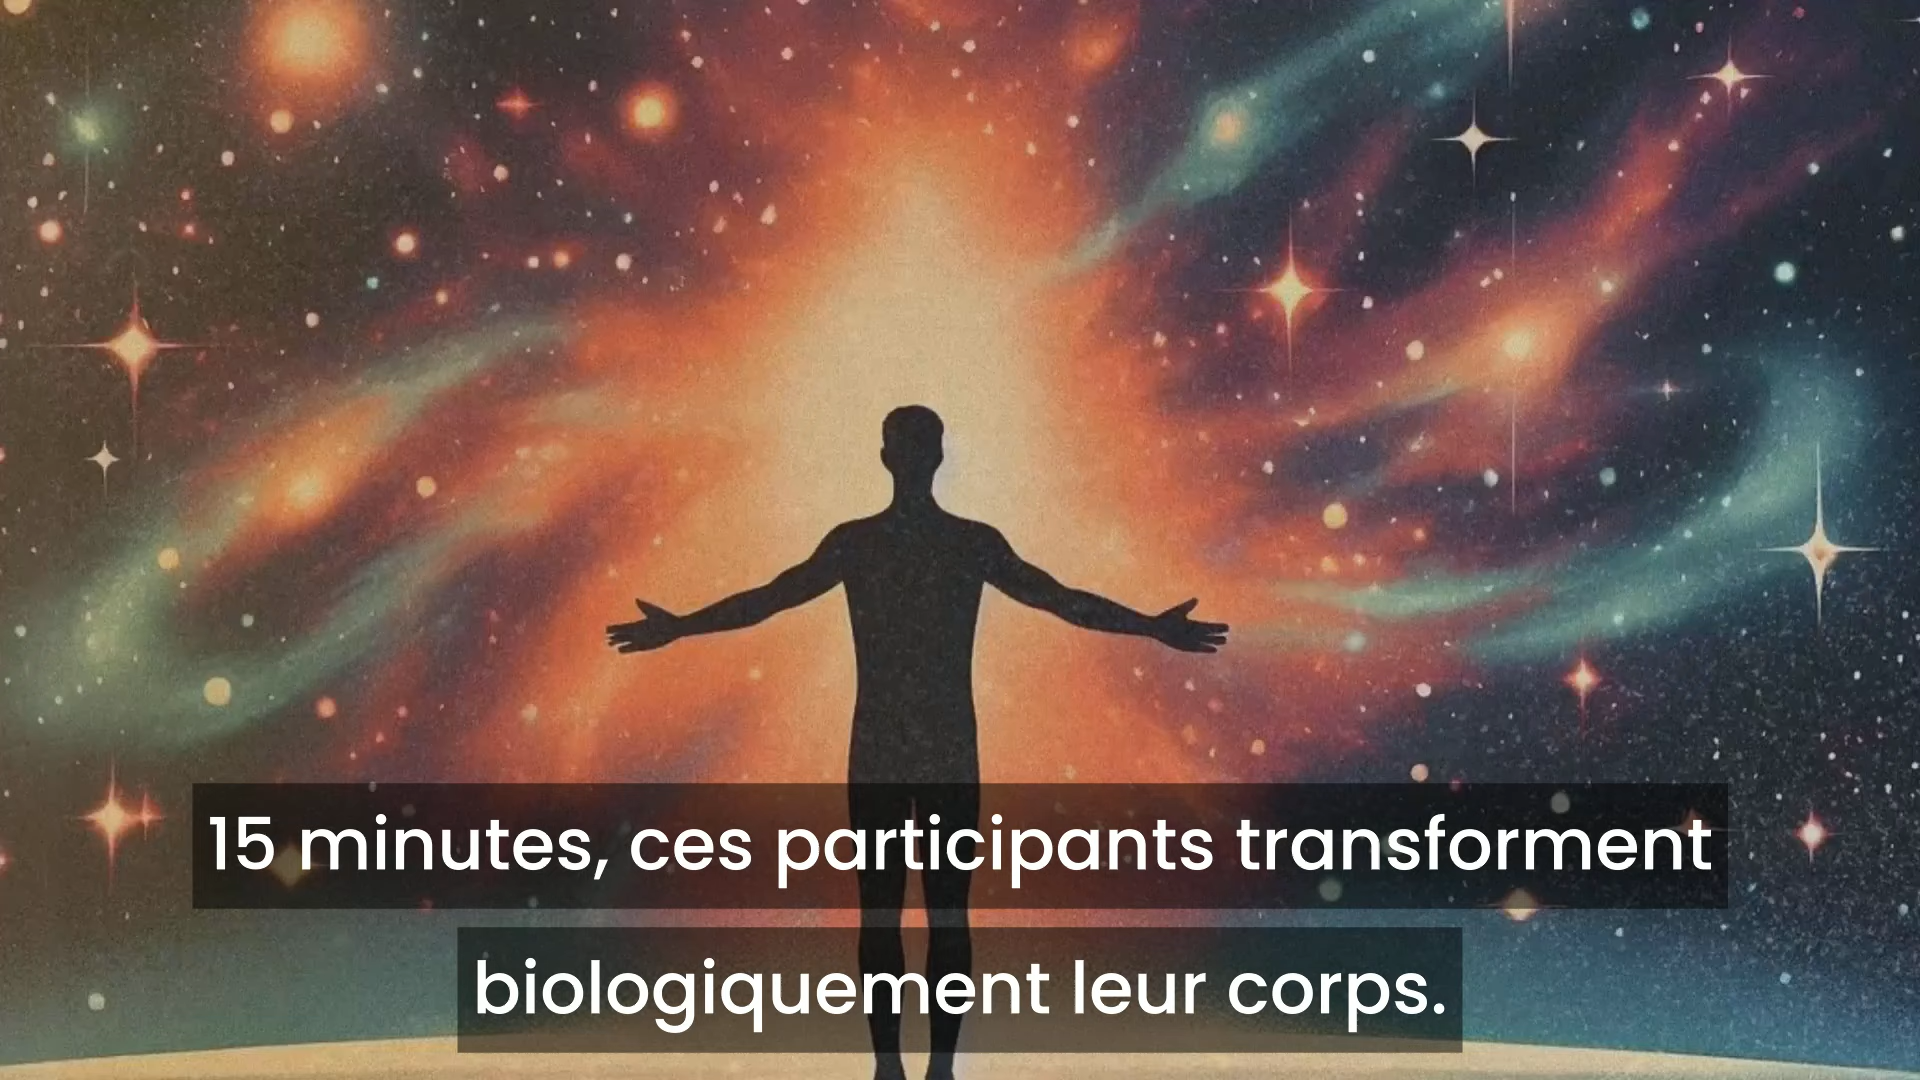 15 minutes, ces participants transforment
biologiquement leur corps.